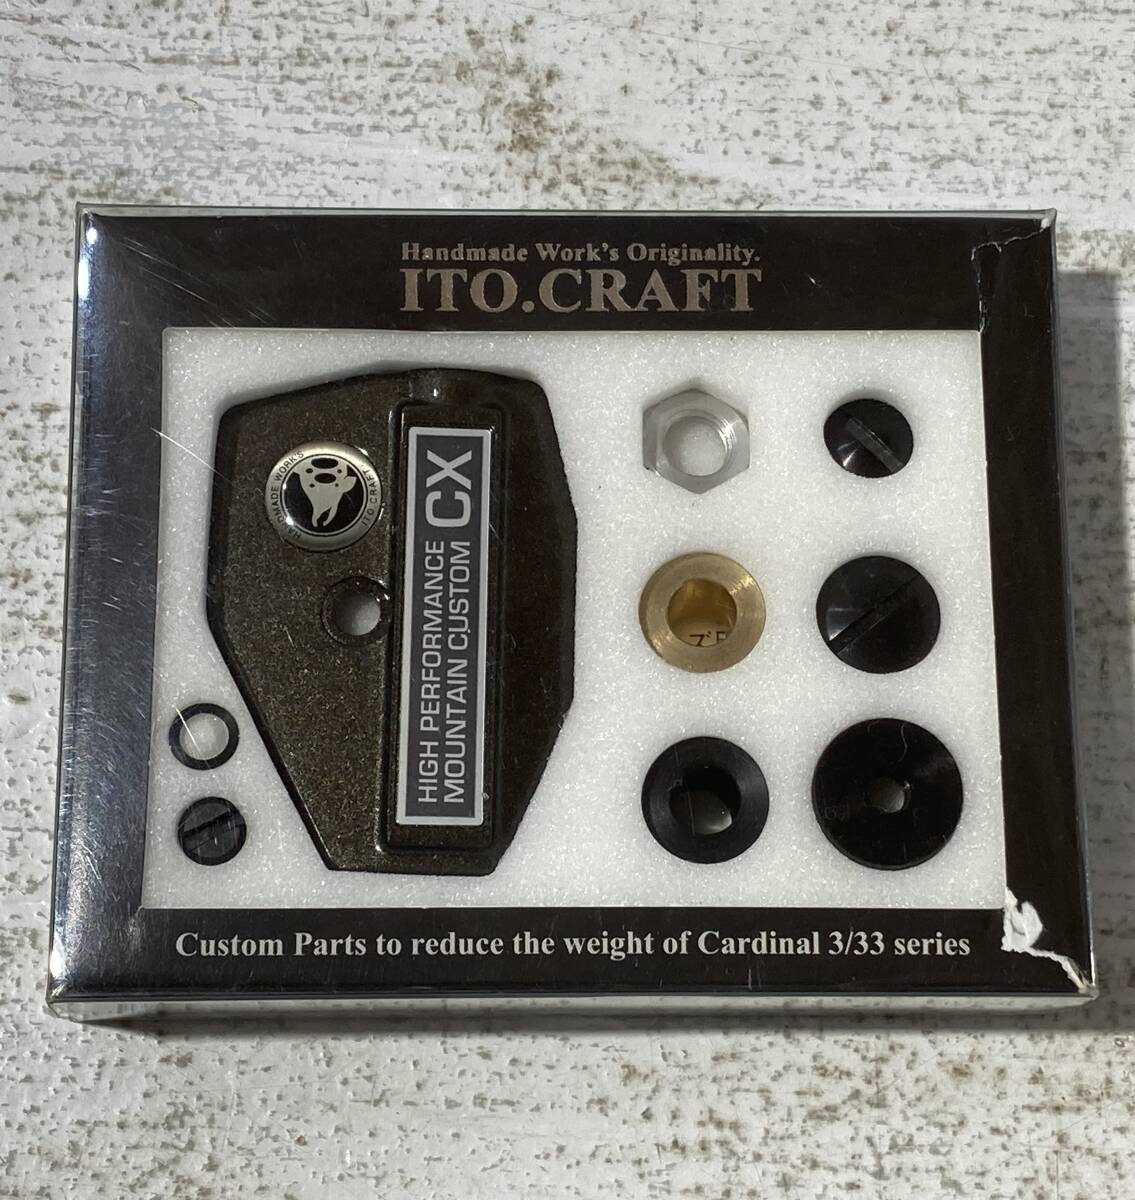 Handmade Work's Originality.
ITO.CRAFT
HANDMADE WORK'S
ITO.CRAFT
HIGH PERFORMANCE
MOUNTAIN CUSTOM CX
Custom Parts to reduce the weight of Cardinal 3/33 series